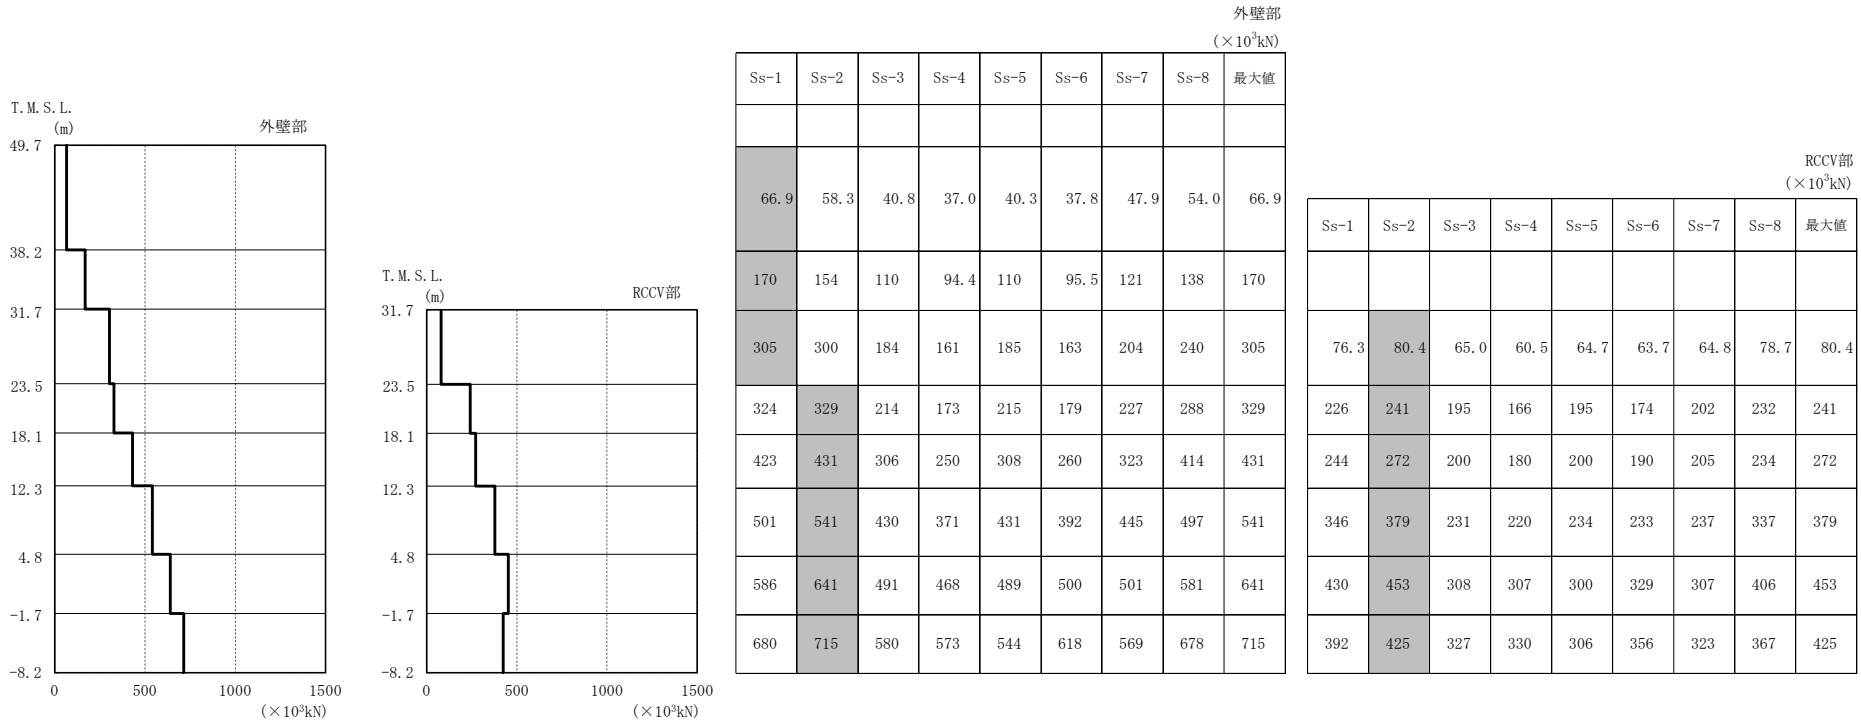 T.M.S.L.
(m)
外壁部
49.7
38.2
31.7
23.5
18.1
12.3
4.8
-1.7
-8.2
0 500 1000 1500
(×10³kN)
T.M.S.L.
(m)
RCCV部
31.7
23.5
18.1
12.3
4.8
-1.7
-8.2
0 500 1000 1500
(×10³kN)
外壁部
(×10³kN)
Ss-1 Ss-2 Ss-3 Ss-4 Ss-5 Ss-6 Ss-7 Ss-8 最大値
66.9 58.3 40.8 37.0 40.3 37.8 47.9 54.0 66.9
170 154 110 94.4 110 95.5 121 138 170
305 300 184 161 185 163 204 240 305
324 329 214 173 215 179 227 288 329
423 431 306 250 308 260 323 414 431
501 541 430 371 431 392 445 497 541
586 641 491 468 489 500 501 581 641
680 715 580 573 544 618 569 678 715
RCCV部
(×10³kN)
Ss-1 Ss-2 Ss-3 Ss-4 Ss-5 Ss-6 Ss-7 Ss-8 最大値
76.3 80.4 65.0 60.5 64.7 63.7 64.8 78.7 80.4
226 241 195 166 195 174 202 232 241
244 272 200 180 200 190 205 234 272
346 379 231 220 234 233 237 337 379
430 453 308 307 300 329 307 406 453
392 425 327 330 306 356 323 367 425